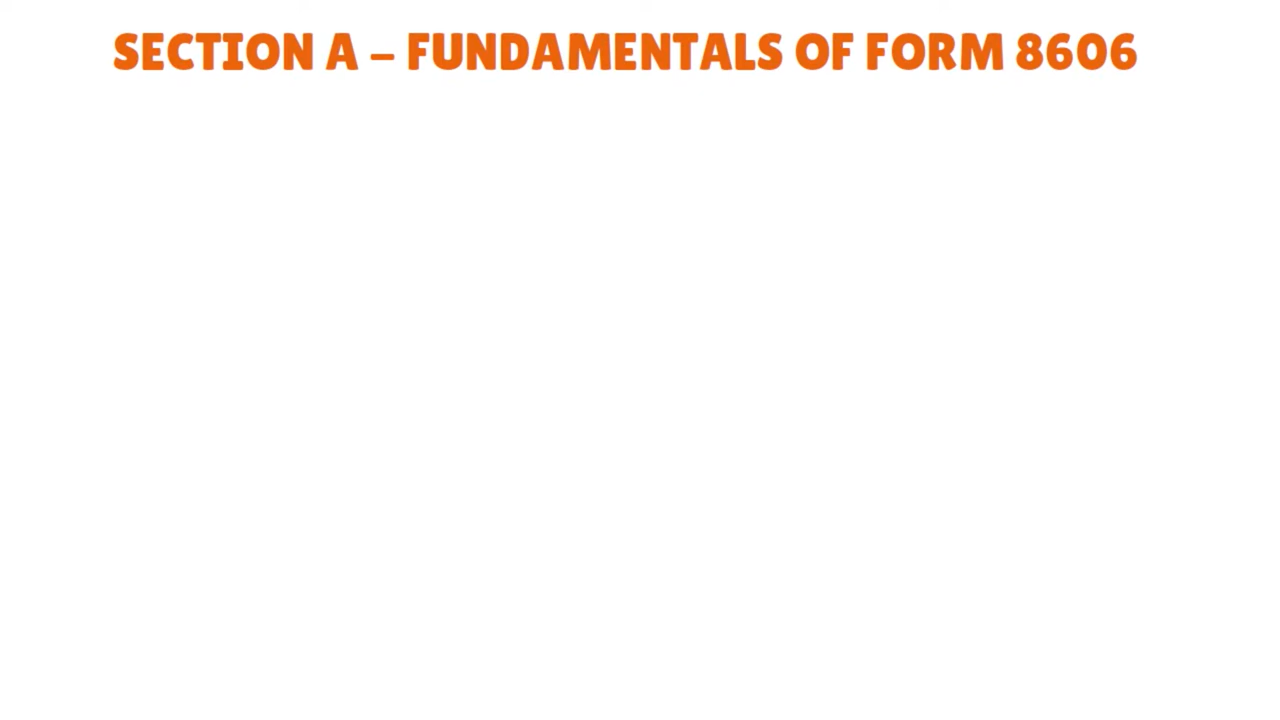 SECTION A – FUNDAMENTALS OF FORM 8606